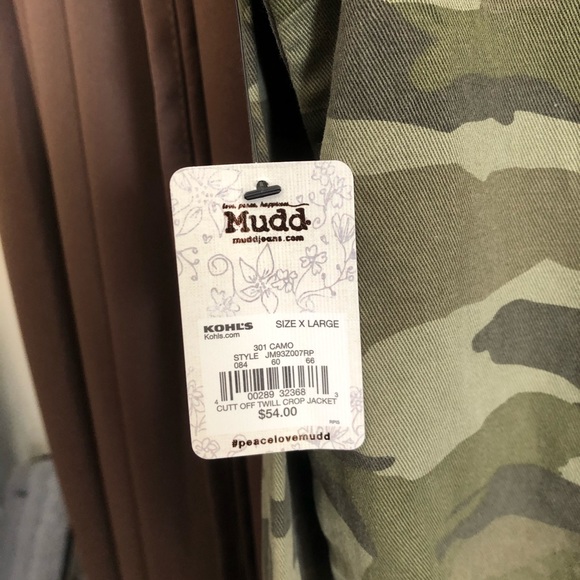 love. peace. happiness.
Mudd.
muddjeans.com
KOHL'S SIZE X LARGE
Kohls.com
301 CAMO
STYLE JM93Z007RP
084 60 66
4 00289 32368 3
CUTT OFF TWILL CROP JACKET
$54.00
RPB
#peacelovemudd